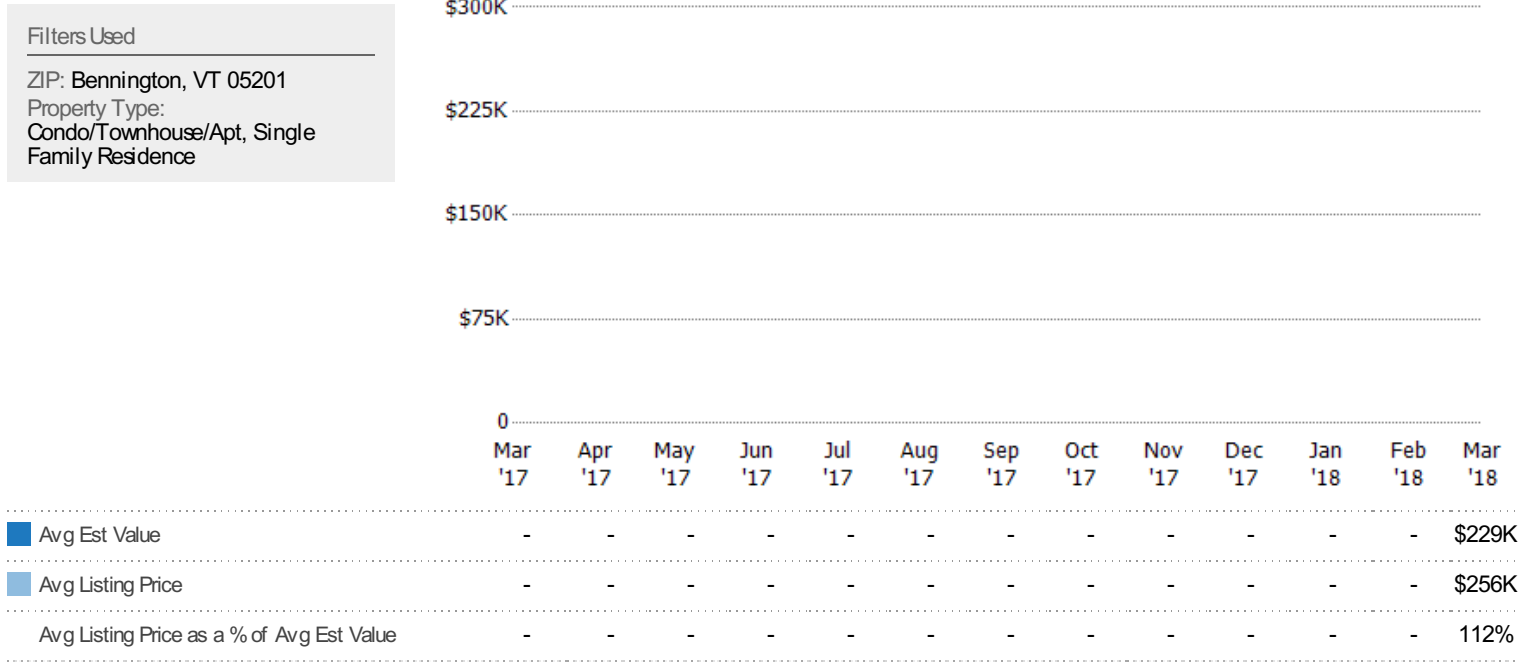 Filters Used
ZIP: Bennington, VT 05201
Property Type:
Condo/Townhouse/Apt, Single
Family Residence
$300K
$225K
$150K
$75K
0
Mar Apr May Jun Jul Aug Sep Oct Nov Dec Jan Feb Mar
'17 '17 '17 '17 '17 '17 '17 '17 '17 '17 '18 '18 '18
Avg Est Value - - - - - - - - - - - - $229K
Avg Listing Price - - - - - - - - - - - - $256K
Avg Listing Price as a % of Avg Est Value - - - - - - - - - - - - 112%